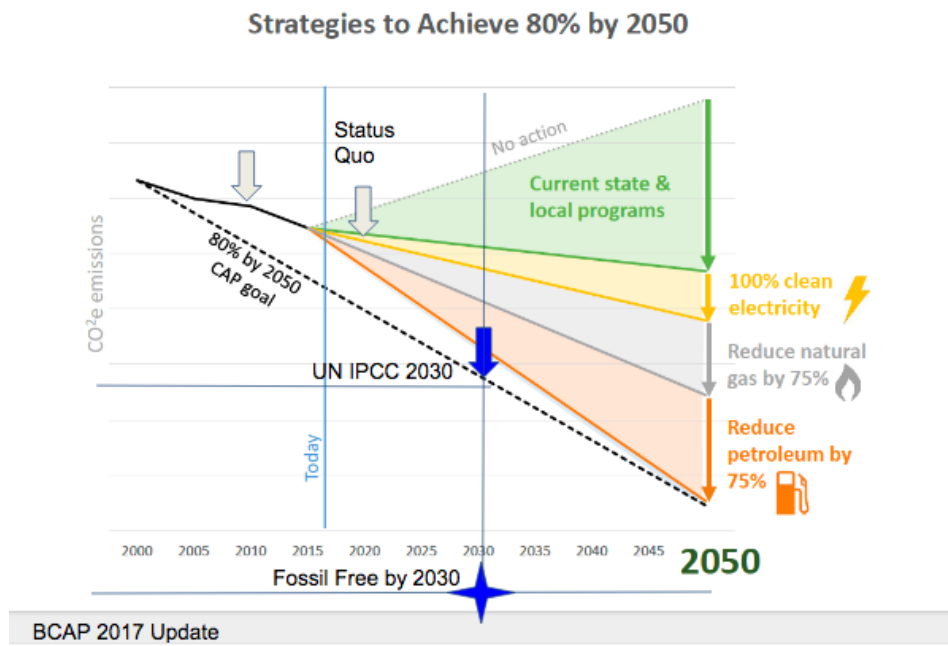 Strategies to Achieve 80% by 2050
Status
Quo
No action
Current state &
local programs
CO²e emissions
80% by 2050
CAP goal
100% clean
electricity
UN IPCC 2030
Reduce natural
gas by 75%
Today
Reduce
petroleum by
75%
2000 2005 2010 2015 2020 2025 2030 2035 2040 2045 2050
Fossil Free by 2030
BCAP 2017 Update